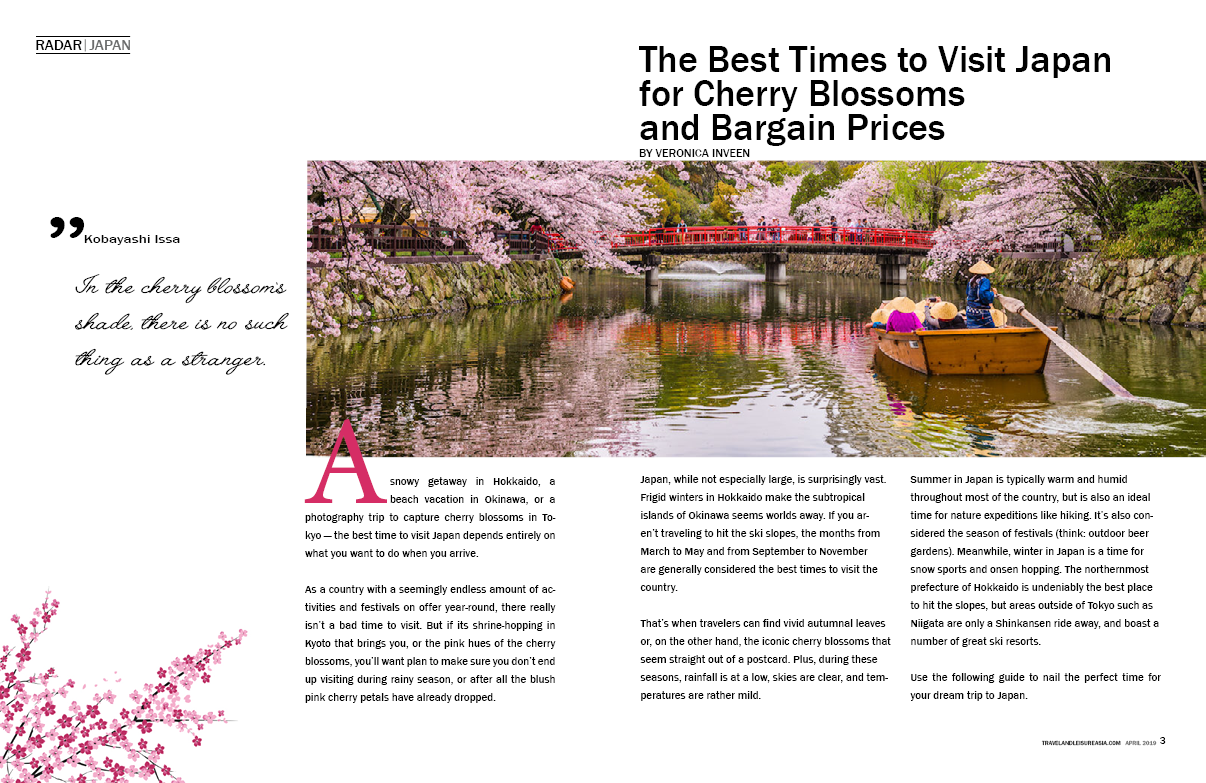 RADAR|JAPAN
The Best Times to Visit Japan
for Cherry Blossoms
and Bargain Prices
BY VERONICA INVEEN
” Kobayashi Issa
In the cherry blossom's
shade, there is no such
thing as a stranger.
A snowy getaway in Hokkaido, a
beach vacation in Okinawa, or a
photography trip to capture cherry blossoms in To-
kyo — the best time to visit Japan depends entirely on
what you want to do when you arrive.
As a country with a seemingly endless amount of ac-
tivities and festivals on offer year-round, there really
isn’t a bad time to visit. But if its shrine-hopping in
Kyoto that brings you, or the pink hues of the cherry
blossoms, you’ll want plan to make sure you don’t end
up visiting during rainy season, or after all the blush
pink cherry petals have already dropped.
Japan, while not especially large, is surprisingly vast.
Frigid winters in Hokkaido make the subtropical
islands of Okinawa seems worlds away. If you ar-
en’t traveling to hit the ski slopes, the months from
March to May and from September to November
are generally considered the best times to visit the
country.
That’s when travelers can find vivid autumnal leaves
or, on the other hand, the iconic cherry blossoms that
seem straight out of a postcard. Plus, during these
seasons, rainfall is at a low, skies are clear, and tem-
peratures are rather mild.
Summer in Japan is typically warm and humid
throughout most of the country, but is also an ideal
time for nature expeditions like hiking. It’s also con-
sidered the season of festivals (think: outdoor beer
gardens). Meanwhile, winter in Japan is a time for
snow sports and onsen hopping. The northernmost
prefecture of Hokkaido is undeniably the best place
to hit the slopes, but areas outside of Tokyo such as
Niigata are only a Shinkansen ride away, and boast a
number of great ski resorts.
Use the following guide to nail the perfect time for
your dream trip to Japan.
TRAVELANDLEISUREASIA.COM APRIL 2019 3